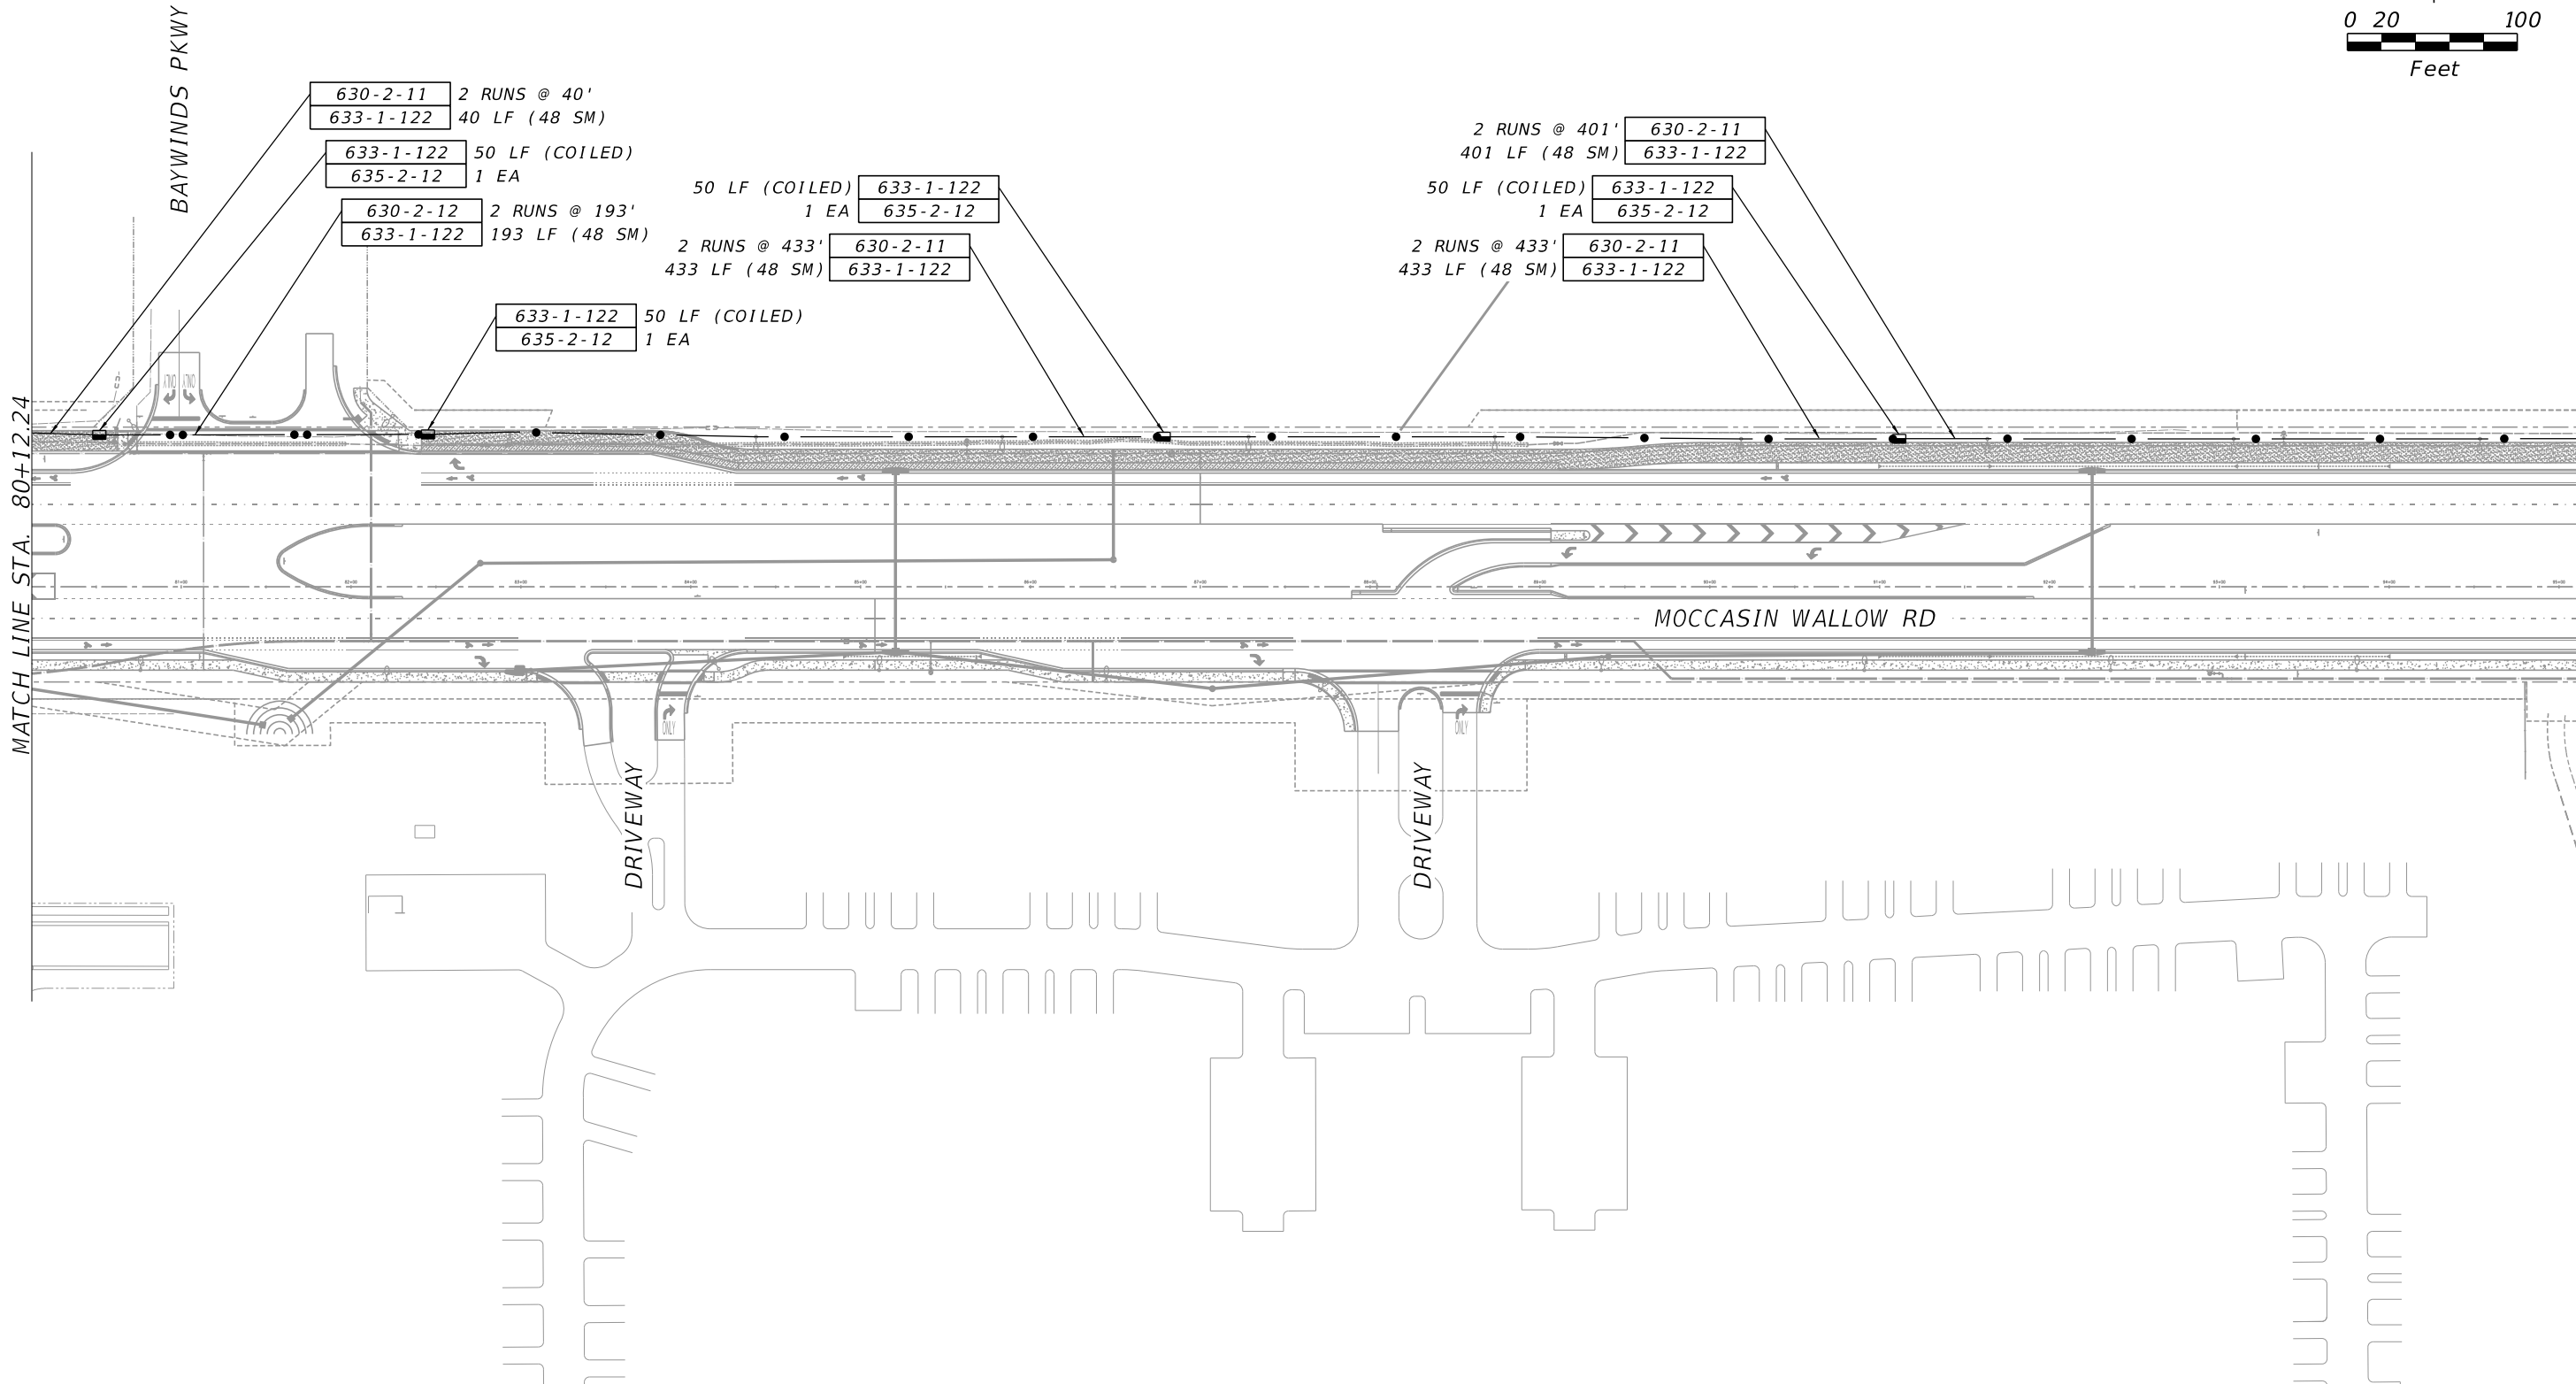 0 20 100
Feet
BAYWINDS PKWY
630-2-11 2 RUNS @ 40'
633-1-122 40 LF (48 SM)
633-1-122 50 LF (COILED)
635-2-12 1 EA
630-2-12 2 RUNS @ 193'
633-1-122 193 LF (48 SM)
633-1-122 50 LF (COILED)
635-2-12 1 EA
50 LF (COILED) 633-1-122
1 EA 635-2-12
2 RUNS @ 433' 630-2-11
433 LF (48 SM) 633-1-122
2 RUNS @ 401' 630-2-11
401 LF (48 SM) 633-1-122
50 LF (COILED) 633-1-122
1 EA 635-2-12
2 RUNS @ 433' 630-2-11
433 LF (48 SM) 633-1-122
MATCH LINE STA. 80+12.24
ONLY
ONLY
MOCCASIN WALLOW RD
ONLY
ONLY
DRIVEWAY
DRIVEWAY